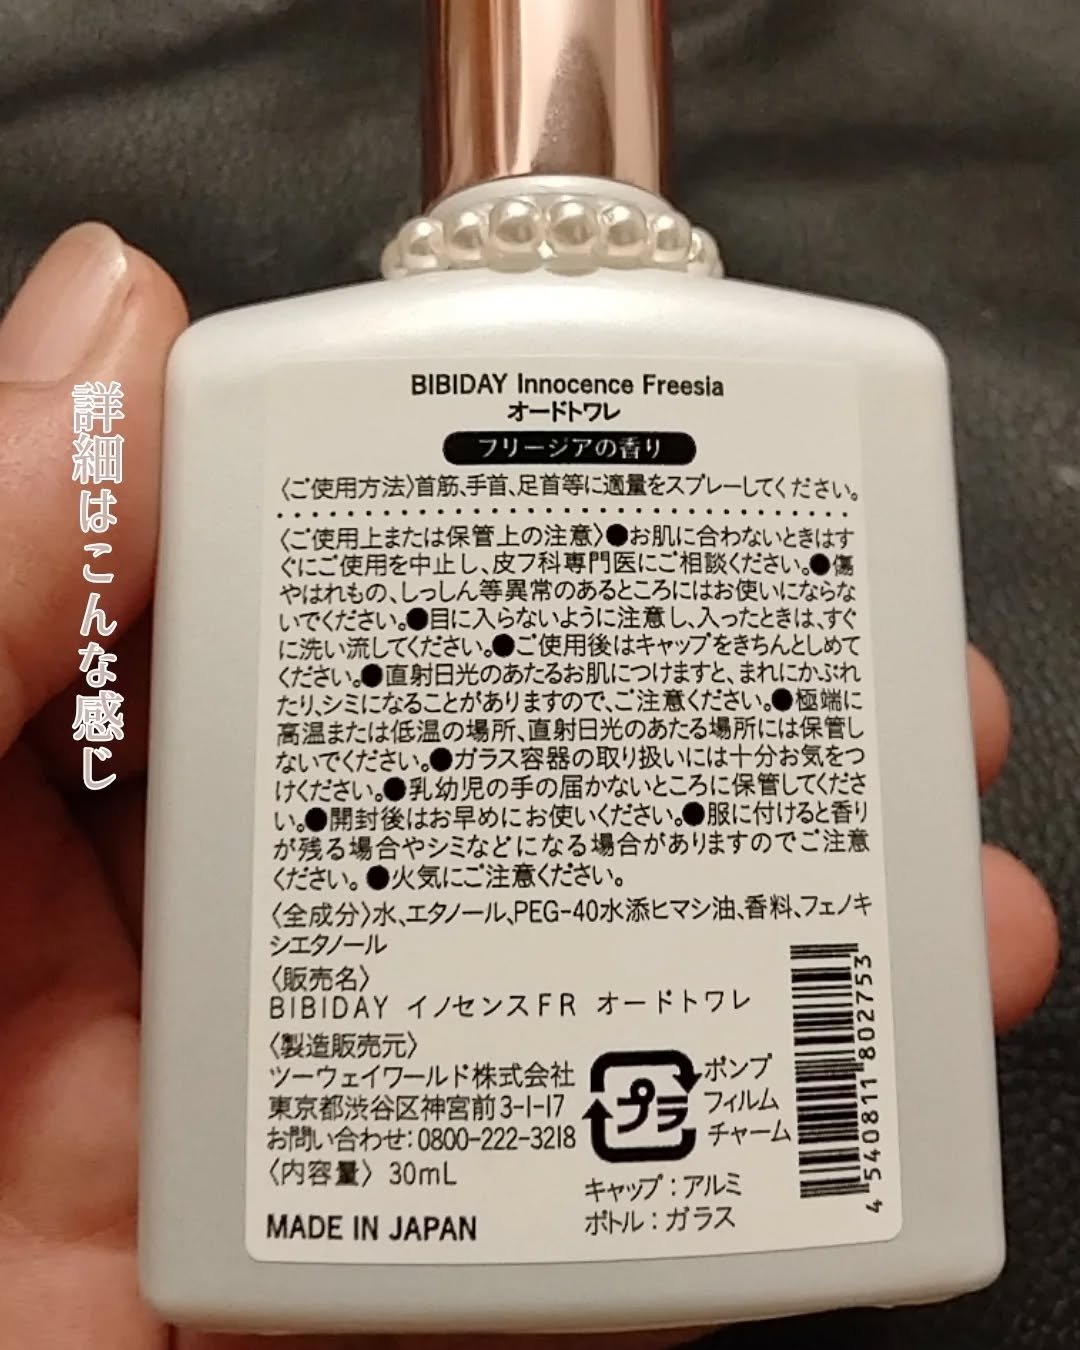 詳細はこんな感じ
BIBIDAY Innocence Freesia
オードトワレ
フリージアの香り
〈ご使用方法〉首筋、手首、足首等に適量をスプレーしてください。
〈ご使用上または保管上の注意〉●お肌に合わないときはす
ぐにご使用を中止し、皮フ科専門医にご相談ください。●傷
やはれもの、しっしん等異常のあるところにはお使いにならな
いでください。●目に入らないように注意し、入ったときは、すぐ
に洗い流してください。●ご使用後はキャップをきちんとしめて
ください。●直射日光のあたるお肌につけますと、まれにかぶれ
たり、シミになることがありますので、ご注意ください。●極端に
高温または低温の場所、直射日光のあたる場所には保管し
ないでください。●ガラス容器の取り扱いには十分お気をつ
けください。●乳幼児の手の届かないところに保管してくださ
い。●開封後はお早めにお使いください。●服に付けると香り
が残る場合やシミなどになる場合がありますのでご注意
ください。●火気にご注意ください。
〈全成分〉水、エタノール、PEG-40水添ヒマシ油、香料、フェノキ
シエタノール
〈販売名〉
BIBIDAY イノセンスFR オードトワレ
〈製造販売元〉
ツーウェイワールド株式会社
東京都渋谷区神宮前3-1-17
お問い合わせ:0800-222-3218
〈内容量〉30mL
MADE IN JAPAN
プラ
ポンプ
フィルム
チャーム
キャップ:アルミ
ボトル:ガラス
4 540811 802753